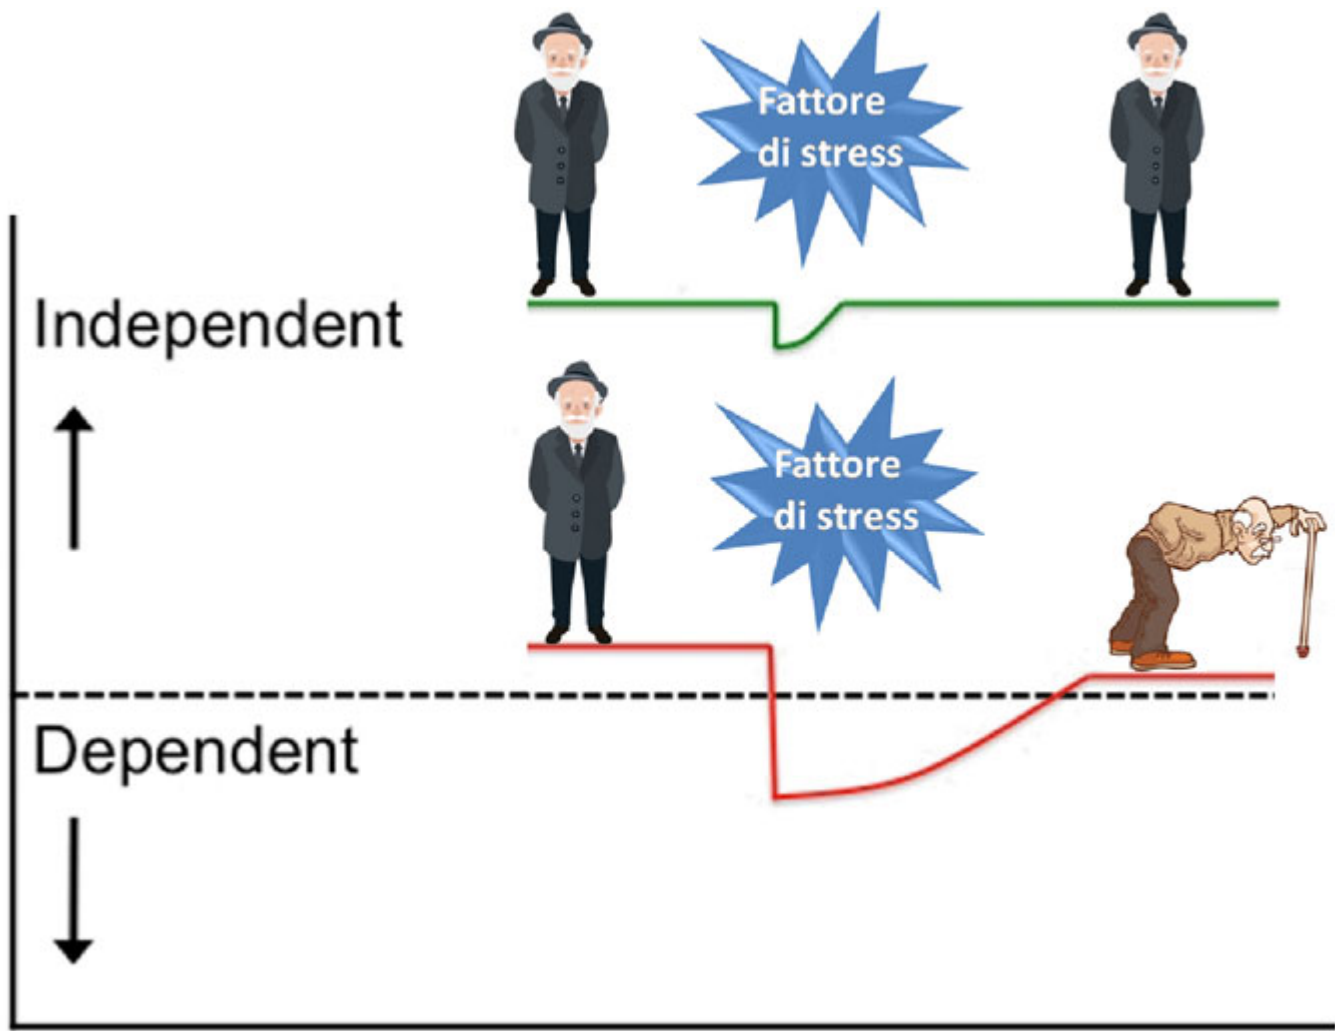 Fattore
di stress
Independent
Fattore
di stress
Dependent